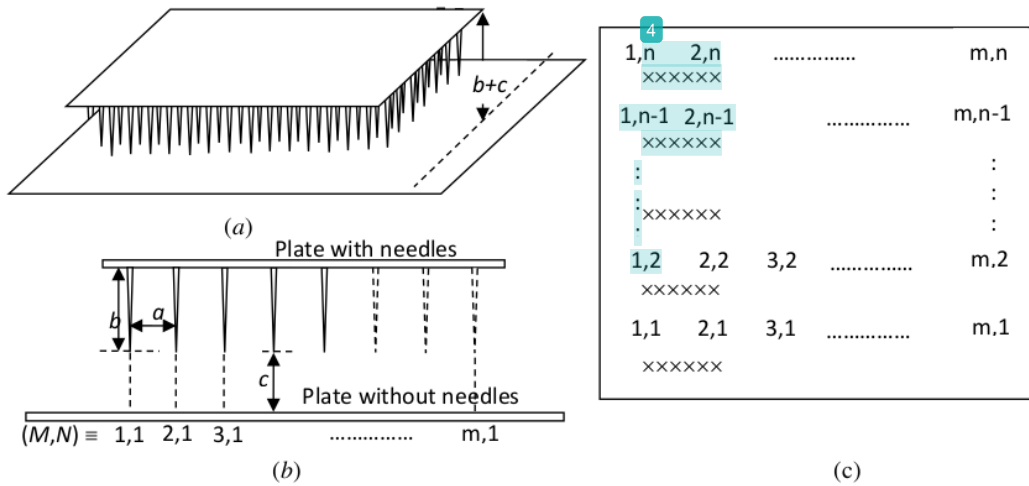 4
b+c
(a)
Plate with needles
b
a
c
Plate without needles
(M,N) ≡ 1,1 2,1 3,1 ............... m,1
(b)
1,n 2,n ............... m,n
××××××
1,n-1 2,n-1 ............... m,n-1
××××××
: :
: :
. ×××××× :
1,2 2,2 3,2 ............... m,2
××××××
1,1 2,1 3,1 ............... m,1
××××××
(c)